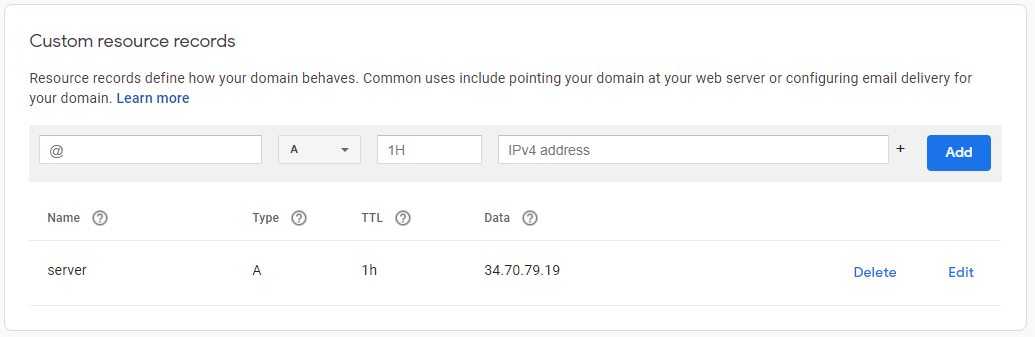 Custom resource records
Resource records define how your domain behaves. Common uses include pointing your domain at your web server or configuring email delivery for
your domain. Learn more
@ A 1H IPv4 address + Add
Name ? Type ? TTL ? Data ?
server A 1h 34.70.79.19 Delete Edit